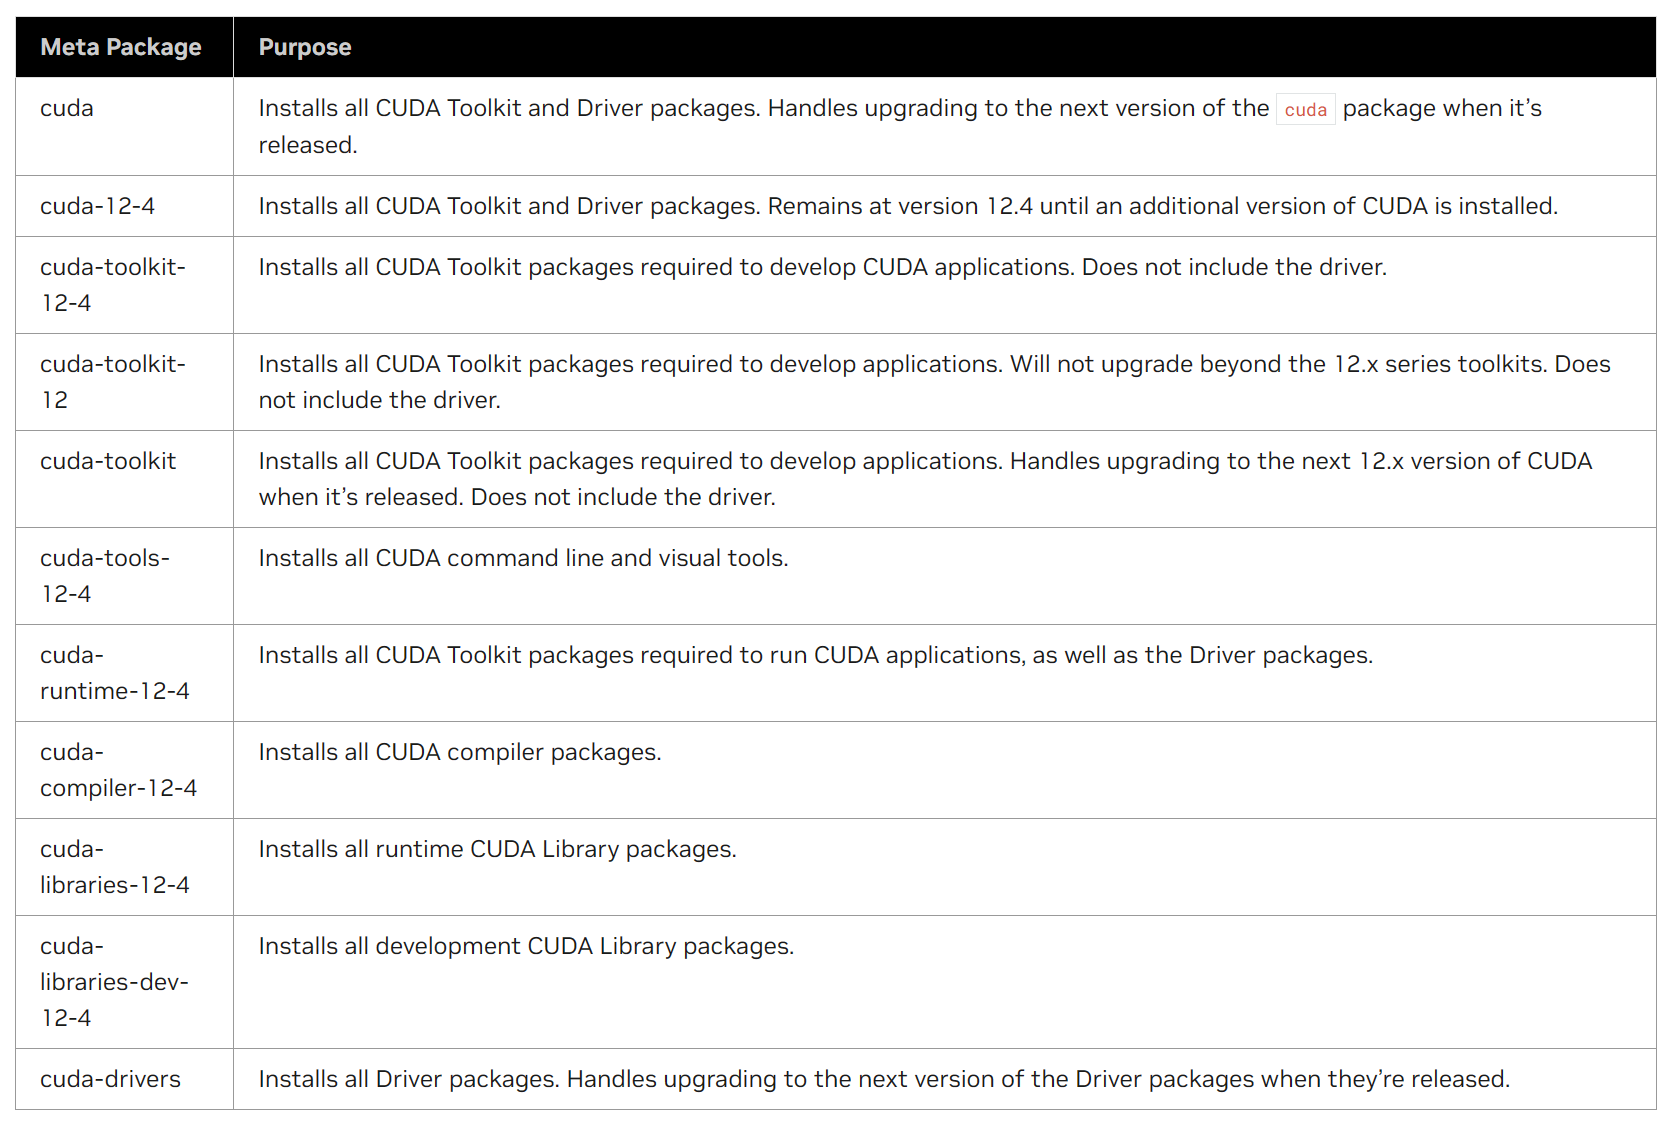 Meta Package
Purpose
cuda
Installs all CUDA Toolkit and Driver packages. Handles upgrading to the next version of the cuda package when it’s
released.
cuda-12-4
Installs all CUDA Toolkit and Driver packages. Remains at version 12.4 until an additional version of CUDA is installed.
cuda-toolkit-
12-4
Installs all CUDA Toolkit packages required to develop CUDA applications. Does not include the driver.
cuda-toolkit-
12
Installs all CUDA Toolkit packages required to develop applications. Will not upgrade beyond the 12.x series toolkits. Does
not include the driver.
cuda-toolkit
Installs all CUDA Toolkit packages required to develop applications. Handles upgrading to the next 12.x version of CUDA
when it’s released. Does not include the driver.
cuda-tools-
12-4
Installs all CUDA command line and visual tools.
cuda-
runtime-12-4
Installs all CUDA Toolkit packages required to run CUDA applications, as well as the Driver packages.
cuda-
compiler-12-4
Installs all CUDA compiler packages.
cuda-
libraries-12-4
Installs all runtime CUDA Library packages.
cuda-
libraries-dev-
12-4
Installs all development CUDA Library packages.
cuda-drivers
Installs all Driver packages. Handles upgrading to the next version of the Driver packages when they’re released.